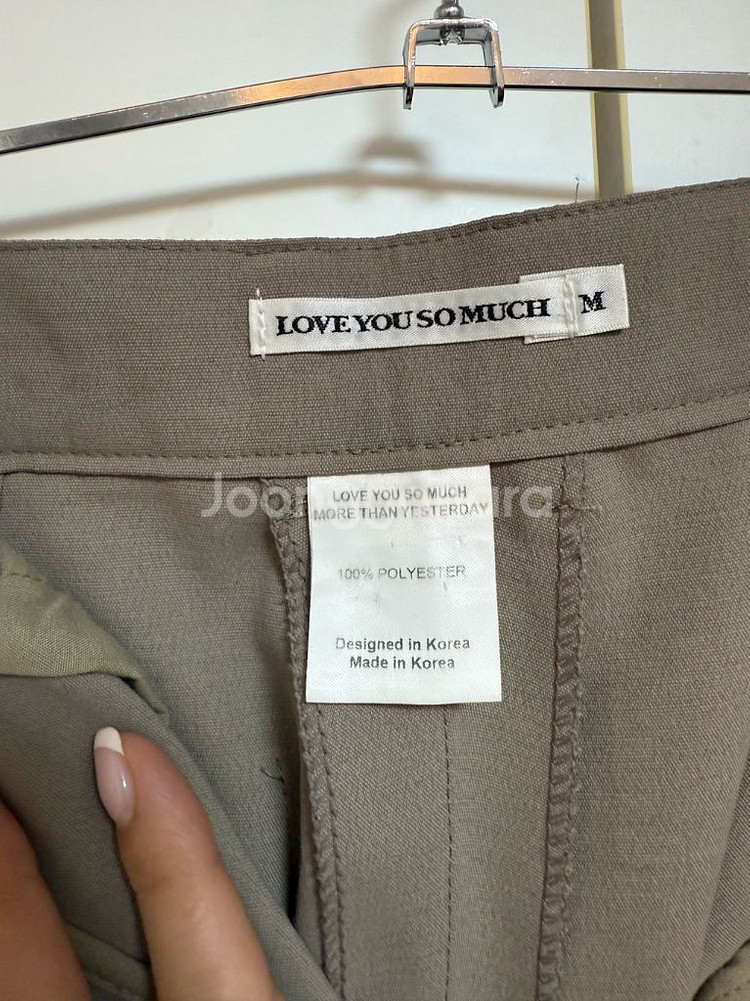 LOVE YOU SO MUCH M
LOVE YOU SO MUCH
MORE THAN YESTERDAY
100% POLYESTER
Designed in Korea
Made in Korea